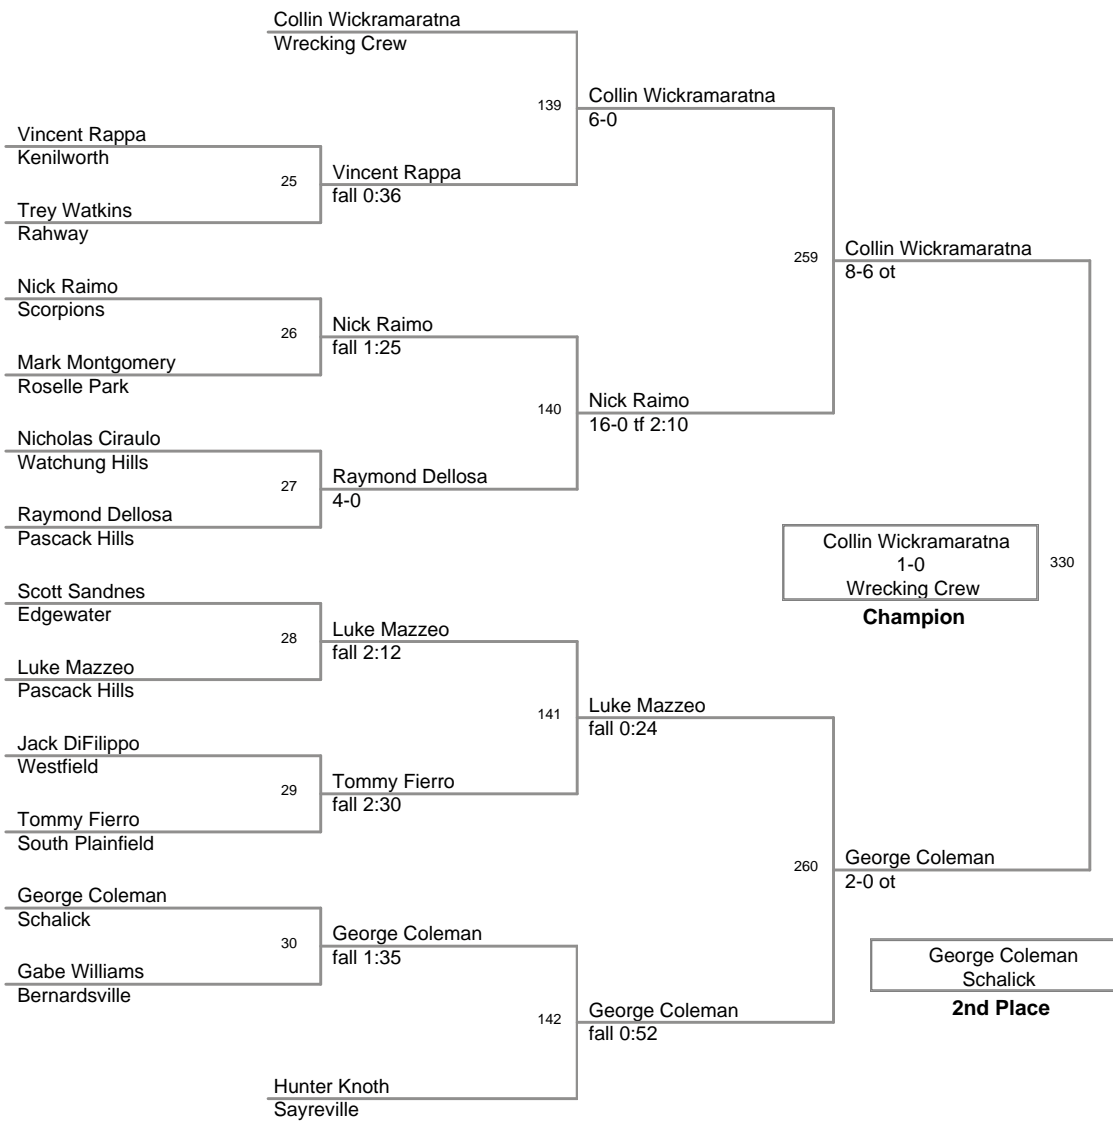 Collin Wickramaratna
Wrecking Crew
139
Collin Wickramaratna
6-0
Vincent Rappa
Kenilworth
25
Vincent Rappa
fall 0:36
Trey Watkins
Rahway
259
Collin Wickramaratna
8-6 ot
Nick Raimo
Scorpions
26
Nick Raimo
fall 1:25
Mark Montgomery
Roselle Park
140
Nick Raimo
16-0 tf 2:10
Nicholas Ciraulo
Watchung Hills
27
Raymond Dellosa
4-0
Raymond Dellosa
Pascack Hills
Collin Wickramaratna
1-0
Wrecking Crew
Champion
330
Scott Sandnes
Edgewater
28
Luke Mazzeo
fall 2:12
Luke Mazzeo
Pascack Hills
141
Luke Mazzeo
fall 0:24
Jack DiFilippo
Westfield
29
Tommy Fierro
fall 2:30
Tommy Fierro
South Plainfield
260
George Coleman
2-0 ot
George Coleman
Schalick
30
George Coleman
fall 1:35
Gabe Williams
Bernardsville
George Coleman
Schalick
2nd Place
142
George Coleman
fall 0:52
Hunter Knoth
Sayreville